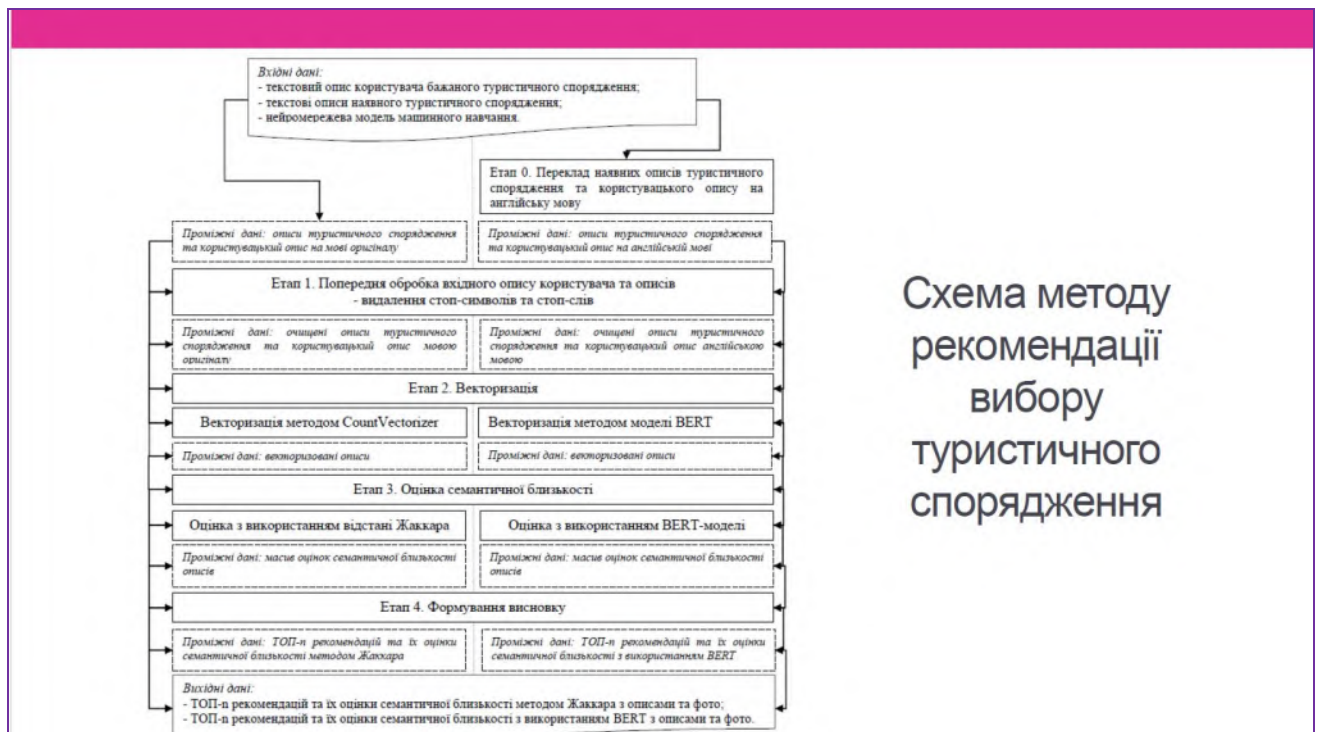 Вхідні дані:
- текстовий опис користувача бажаного туристичного спорядження;
- текстові описи наявного туристичного спорядження;
- нейромережева модель машинного навчання.
Етап 0. Переклад наявних описів туристичного
спорядження та користувацького опису на
англійську мову
Проміжні дані: описи туристичного спорядження
та користувацький опис на мові оригіналу
Проміжні дані: описи туристичного спорядження
та користувацький опис на англійській мові
Етап 1. Попередня обробка вхідного опису користувача та описів
- видалення стоп-символів та стоп-слів
Проміжні дані: очищені описи туристичного
спорядження та користувацький опис мовою
оригіналу
Проміжні дані: очищені описи туристичного
спорядження та користувацький опис англійською
мовою
Етап 2. Векторизація
Векторизація методом CountVectorizer
Векторизація методом моделі BERT
Проміжні дані: векторизовані описи
Проміжні дані: векторизовані описи
Етап 3. Оцінка семантичної близькості
Оцінка з використанням відстані Жаккара
Оцінка з використанням BERT-моделі
Проміжні дані: масив оцінок семантичної близькості
описів
Проміжні дані: масив оцінок семантичної близькості
описів
Етап 4. Формування висновку
Проміжні дані: ТОП-n рекомендацій та їх оцінки
семантичної близькості методом Жаккара
Проміжні дані: ТОП-n рекомендацій та їх оцінки
семантичної близькості з використанням BERT
Вихідні дані:
- ТОП-n рекомендацій та їх оцінки семантичної близькості методом Жаккара з описами та фото;
- ТОП-n рекомендацій та їх оцінки семантичної близькості з використанням BERT з описами та фото.
Схема методу
рекомендації
вибору
туристичного
спорядження